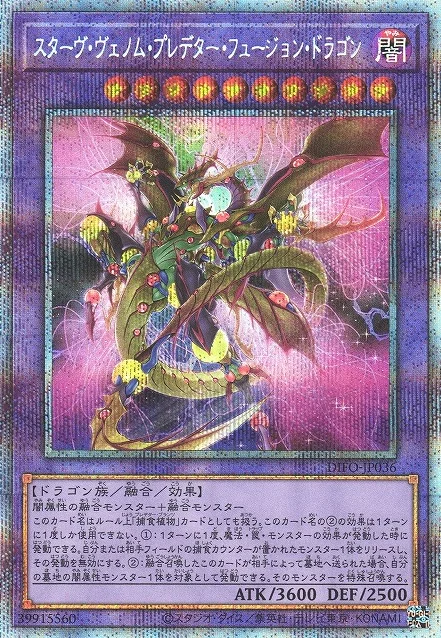 スターヴ・ヴェノム・プレデター・フュージョン・ドラゴン
闇
DIFO-JP036
【ドラゴン族／融合／効果】
闇属性の融合モンスター＋融合モンスター
このカード名はルール上「捕食植物」カードとしても扱う。このカード名の②の効果は1ターン
に1度しか使用できない。①：1ターンに1度、魔法・罠・モンスターの効果が発動した時に
発動できる。自分または相手フィールドの捕食カウンターが置かれたモンスター1体をリリースし、
その発動を無効にする。②：融合召喚したこのカードが相手によって墓地へ送られた場合、自分
の墓地の闇属性モンスター1体を対象として発動できる。そのモンスターを特殊召喚する。
ATK/3600 DEF/2500
39915560
©スタジオ・ダイス／集英社・テレビ東京・KONAMI